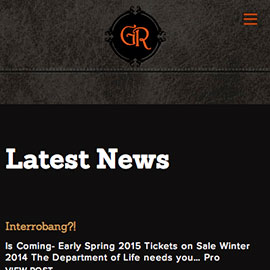 GR
Latest News
Interrobang?!
Is Coming- Early Spring 2015 Tickets on Sale Winter
2014 The Department of Life needs you... Pro
VIEW POST